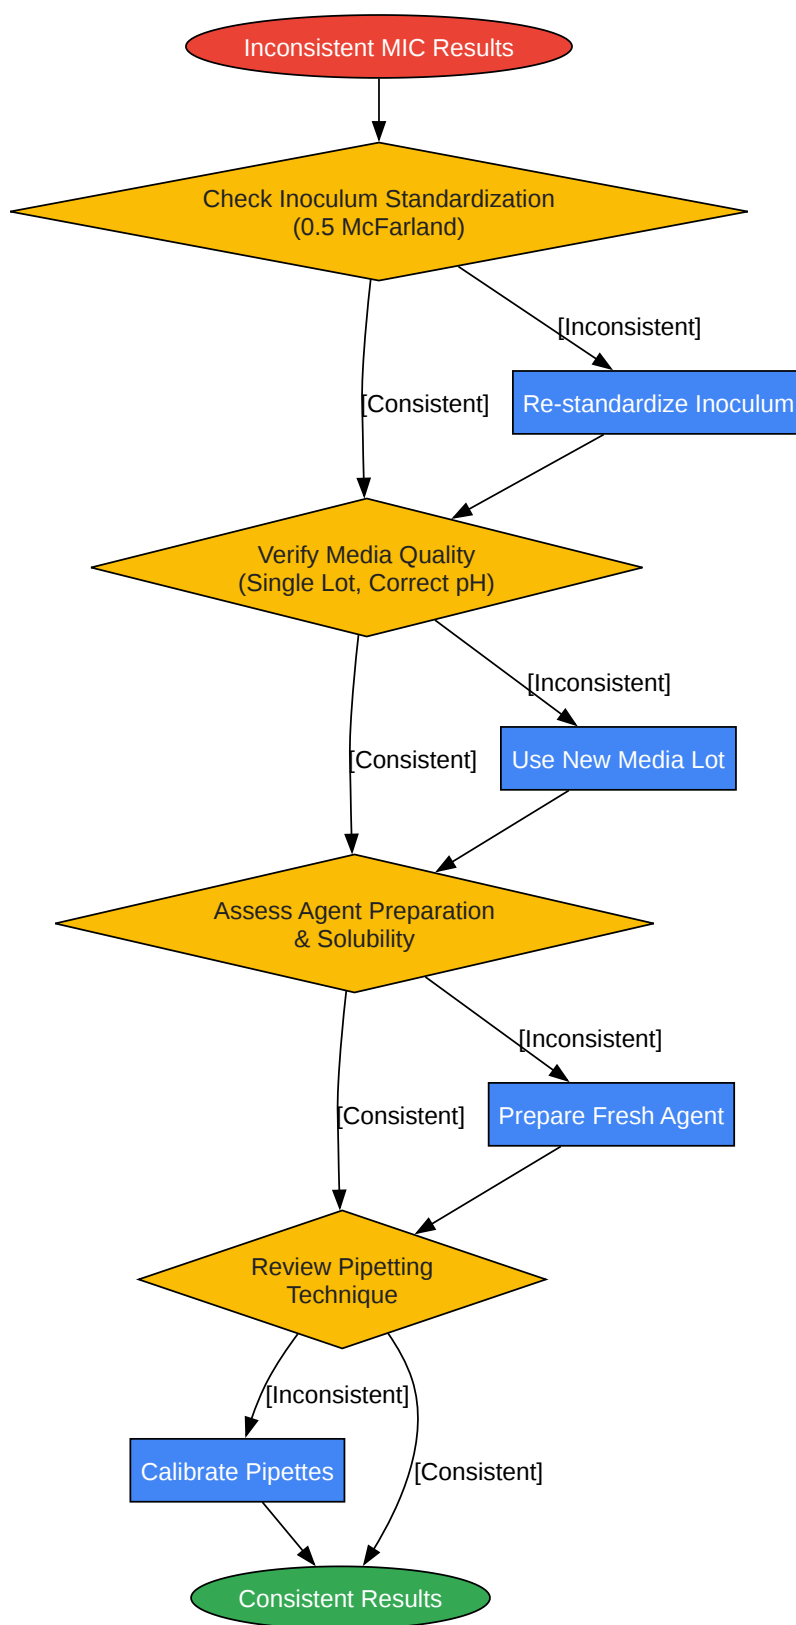 Inconsistent MIC Results
Check Inoculum Standardization
(0.5 McFarland)
[Inconsistent]
[Consistent]
Re-standardize Inoculum
Verify Media Quality
(Single Lot, Correct pH)
[Inconsistent]
[Consistent]
Use New Media Lot
Assess Agent Preparation
& Solubility
[Inconsistent]
[Consistent]
Prepare Fresh Agent
Review Pipetting
Technique
[Inconsistent]
[Consistent]
Calibrate Pipettes
Consistent Results